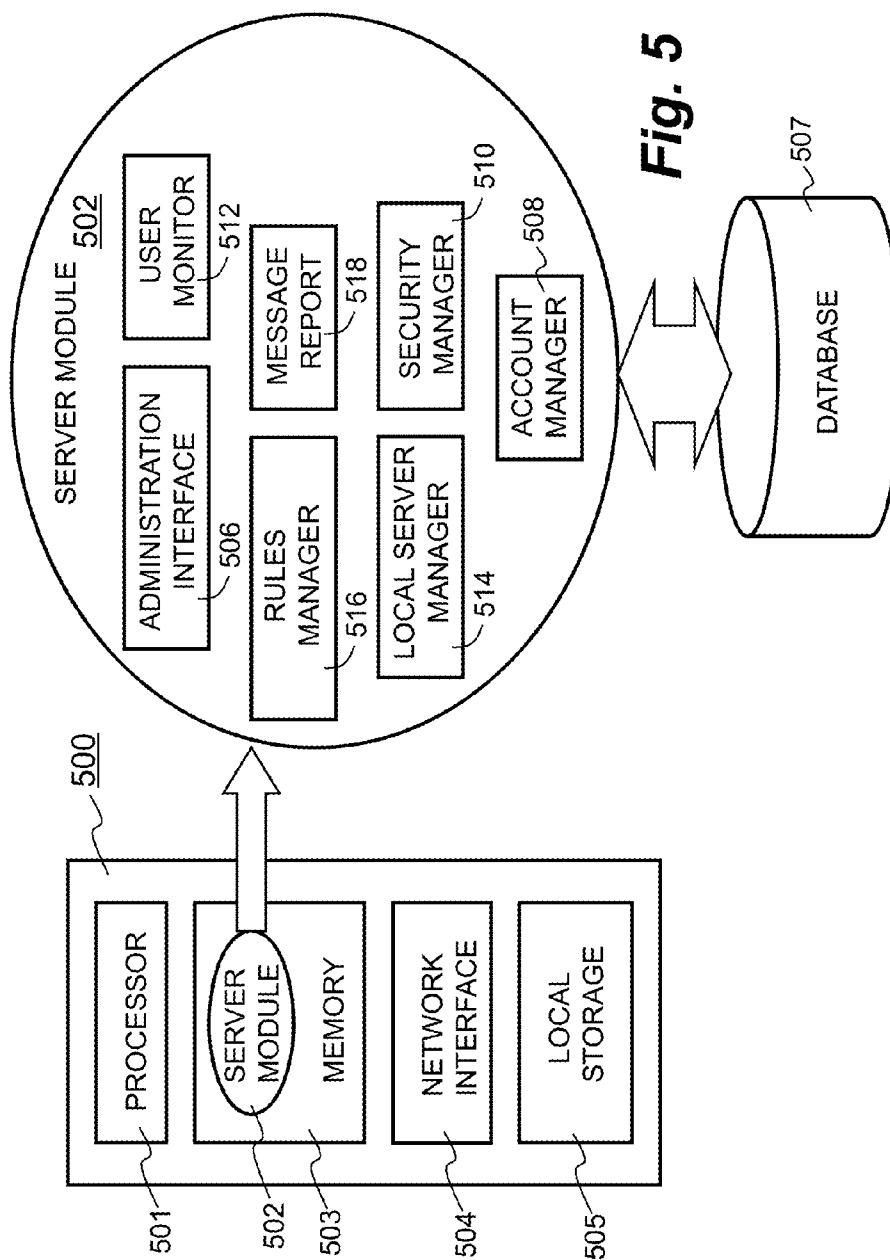 500
PROCESSOR
501
SERVER
MODULE
502
MEMORY
503
NETWORK
INTERFACE
504
LOCAL
STORAGE
505
SERVER MODULE
502
ADMINISTRATION
INTERFACE
506
USER
MONITOR
512
RULES
MANAGER
516
MESSAGE
REPORT
518
LOCAL SERVER
MANAGER
514
SECURITY
MANAGER
510
ACCOUNT
MANAGER
508
DATABASE
507
Fig. 5